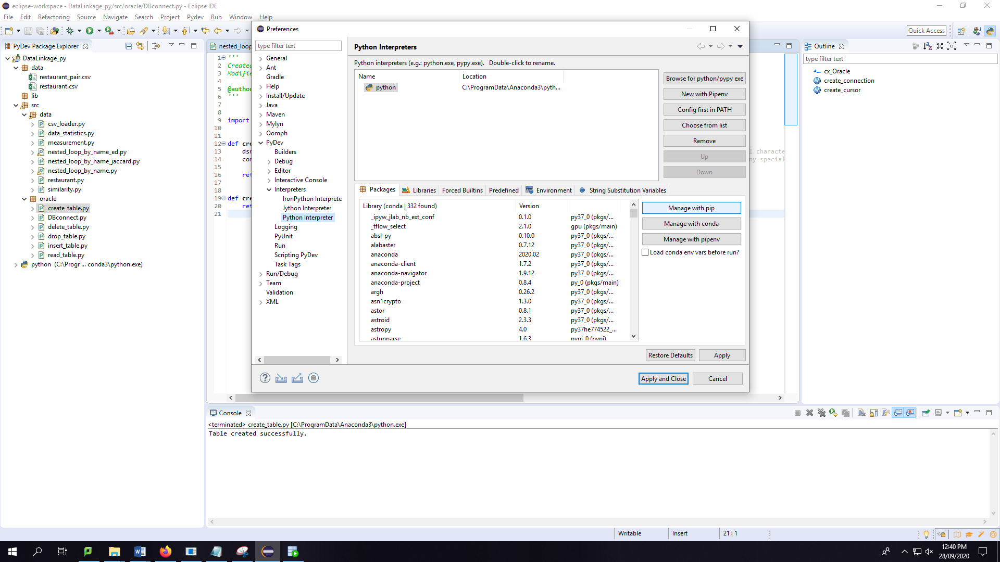 eclipse-workspace - DataLinkage_py/src/oracle/DBconnect.py - Eclipse IDE
File Edit Refactoring Source Navigate Search Project Pydev Run Window Help
Quick Access
PyDev Package Explorer
DataLinkage_py
data
restaurant_pair.csv
restaurant.csv
lib
src
data
csv_loader.py
data_statistics.py
measurement.py
nested_loop_by_name_ed.py
nested_loop_by_name_jaccard.py
nested_loop_by_name.py
restaurant.py
similarity.py
oracle
create_table.py
DBconnect.py
delete_table.py
drop_table.py
insert_table.py
read_table.py
python (C:\Progr ... conda3\python.exe)
nested_loop
1 '''
2 Created
3 Modifie
4
5 @author
6 '''
7
8
9 import
10
11
12 def cre
13 dsr
14 cor
15
16 ret
17
18
19 def cre
20 ret
21
l characte
ny special
Preferences
type filter text
General
Ant
Gradle
Help
Install/Update
Java
Maven
Mylyn
Oomph
PyDev
Builders
Debug
Editor
Interactive Console
Interpreters
IronPython Interprete
Jython Interpreter
Python Interpreter
Logging
PyUnit
Run
Scripting PyDev
Task Tags
Run/Debug
Team
Validation
XML
Python Interpreters
Python interpreters (e.g.: python.exe, pypy.exe). Double-click to rename.
Name Location
python C:\ProgramData\Anaconda3\pyth...
Browse for python/pypy exe
New with Pipenv
Config first in PATH
Choose from list
Remove
Up
Down
Packages Libraries Forced Builtins Predefined Environment String Substitution Variables
Library (conda | 332 found) Version
_ipyw_jlab_nb_ext_conf 0.1.0 py37_0 (pkgs/...
_tflow_select 2.1.0 gpu (pkgs/main)
absl-py 0.10.0 py37_0 (pkgs/...
alabaster 0.7.12 py37_0 (pkgs/...
anaconda 2020.02 py37_0 (pkgs/...
anaconda-client 1.7.2 py37_0 (pkgs/...
anaconda-navigator 1.9.12 py37_0 (pkgs/...
anaconda-project 0.8.4 py_0 (pkgs/main)
argh 0.26.2 py37_0 (pkgs/...
asn1crypto 1.3.0 py37_0 (pkgs/...
astor 0.8.1 py37_0 (pkgs/...
astroid 2.3.3 py37_0 (pkgs/...
astropy 4.0 py37he774522_...
astunparse 1.6.3 pypi_0 (pypi)
Manage with pip
Manage with conda
Manage with pipenv
Load conda env vars before run?
Restore Defaults Apply
Apply and Close Cancel
Outline
type filter text
cx_Oracle
create_connection
create_cursor
Console
<terminated> create_table.py [C:\ProgramData\Anaconda3\python.exe]
Table created successfully.
Writable Insert 21 : 1
12:40 PM
28/09/2020